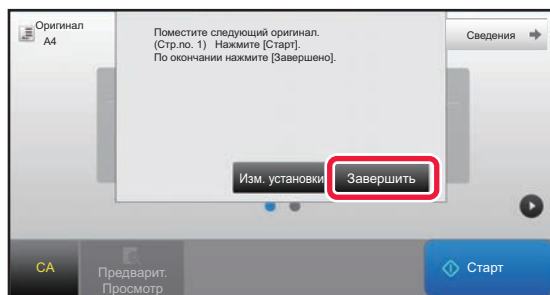 Оригинал
A4
Поместите следующий оригинал.
(Стр.no. 1) Нажмите [Старт].
По окончании нажмите [Завершено].
Сведения
Изм. установки
Завершить
CA
Предварит.
Просмотр
Старт